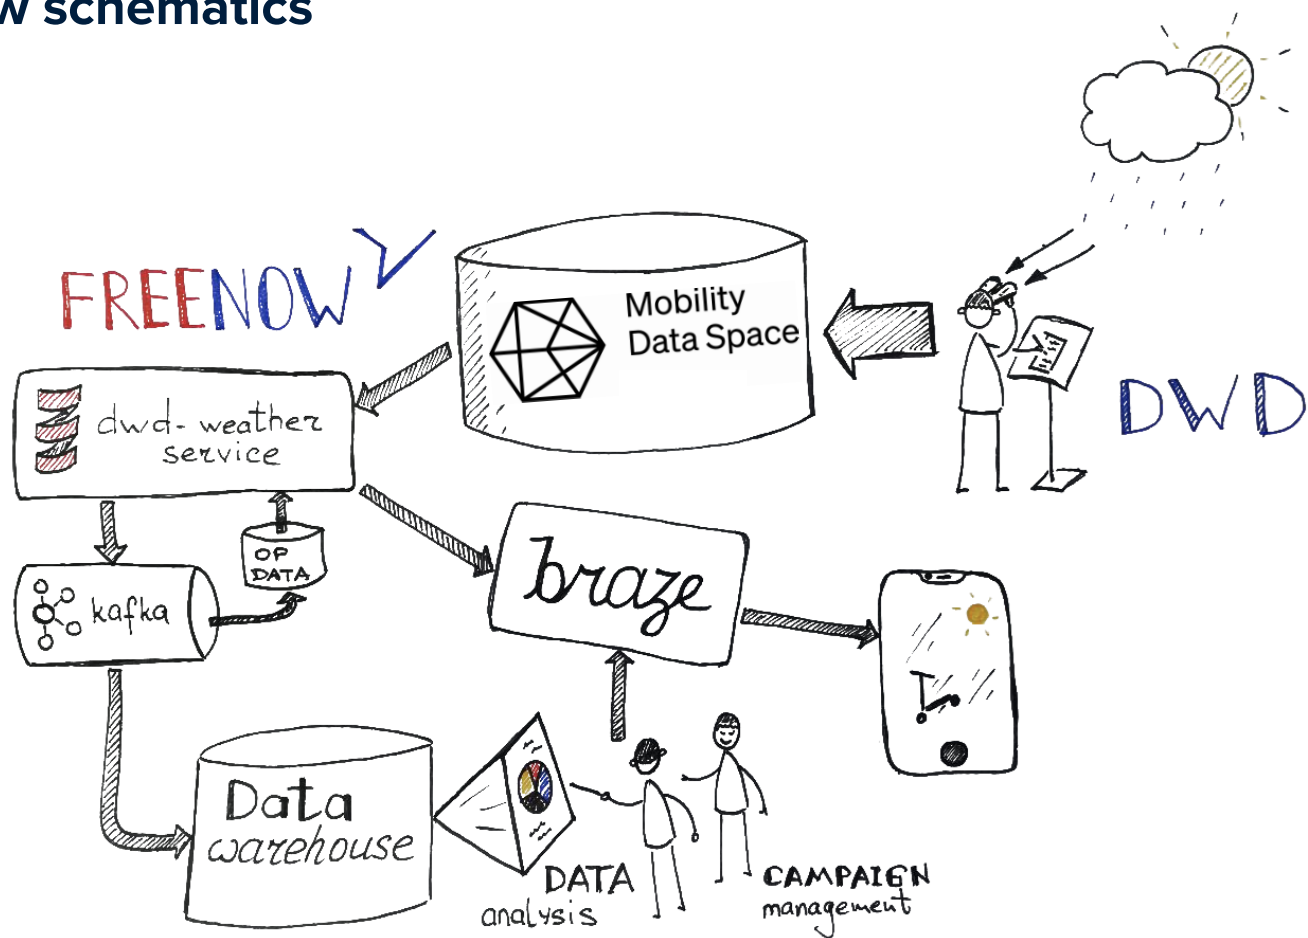 w schematics
FREENOW
Mobility
Data Space
DWD
dwd-weather
service
OP
DATA
kafka
braze
Data
warehouse
DATA
analysis
CAMPAIGN
management